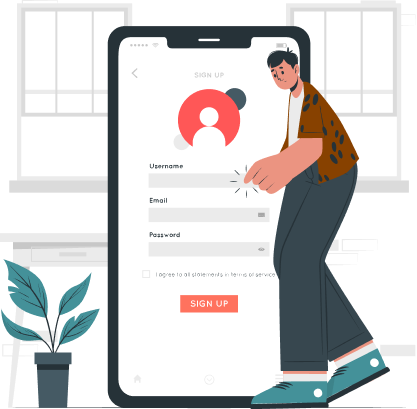 SIGN UP
Username
Email
Password
I agree to all statements in terms of service
SIGN UP